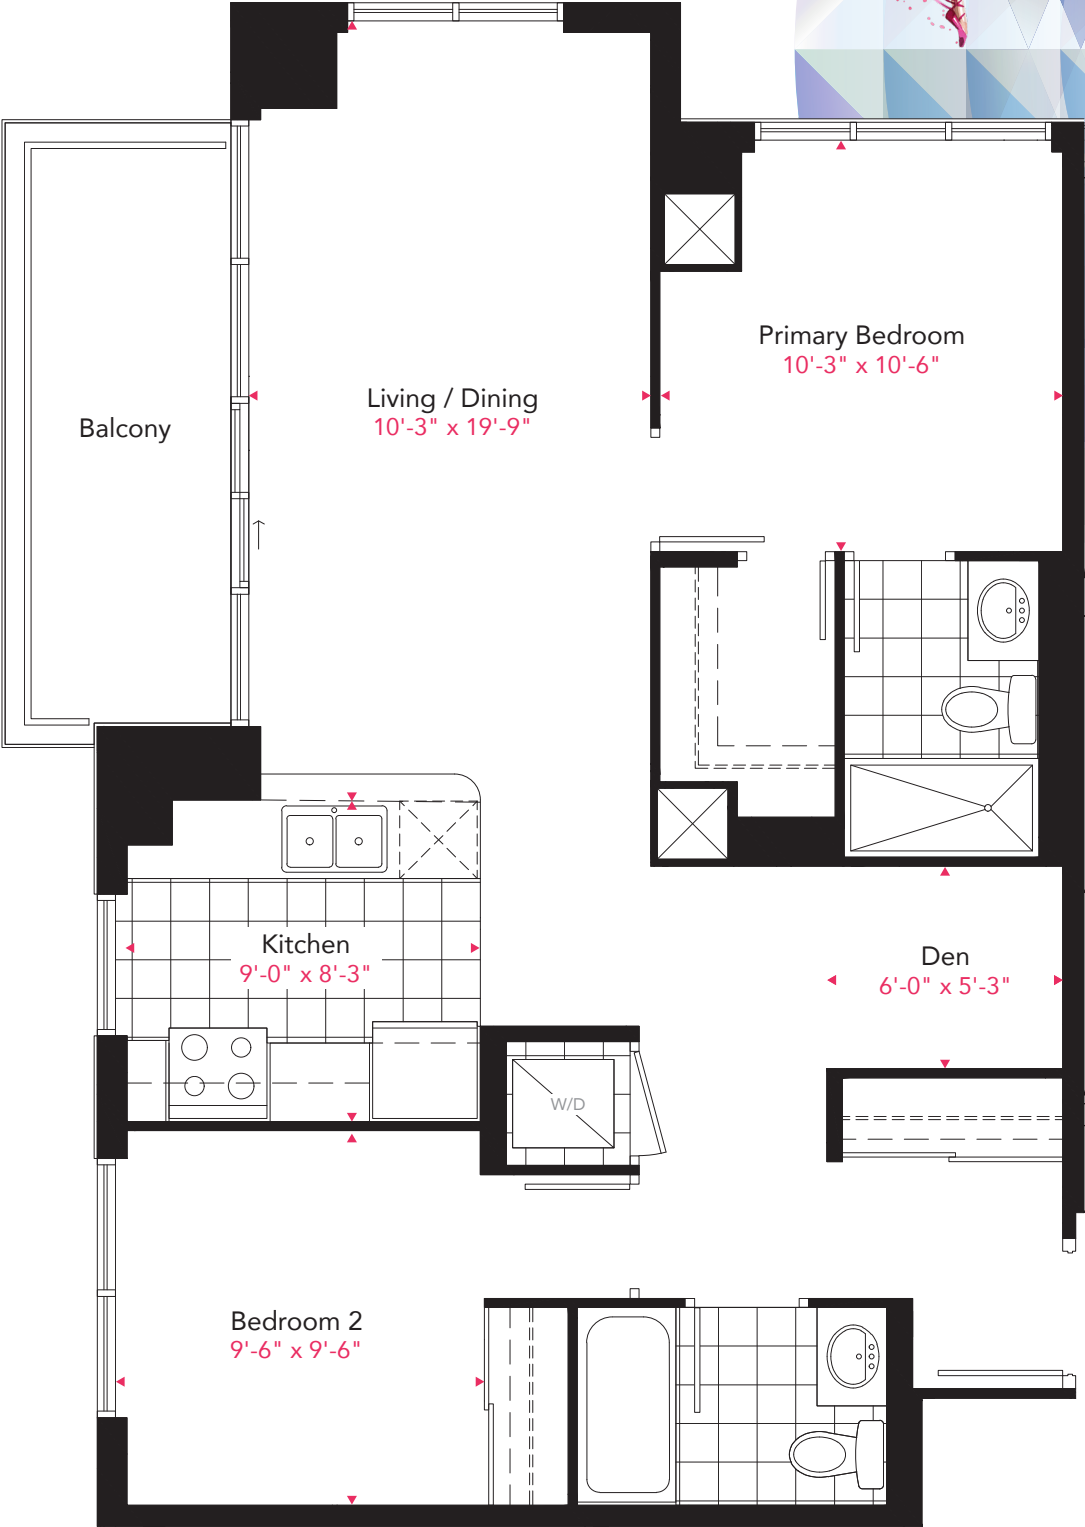 Primary Bedroom
10'-3" x 10'-6"
Living / Dining
10'-3" x 19'-9"
Balcony
Kitchen
9'-0" x 8'-3"
Den
6'-0" x 5'-3"
W/D
Bedroom 2
9'-6" x 9'-6"